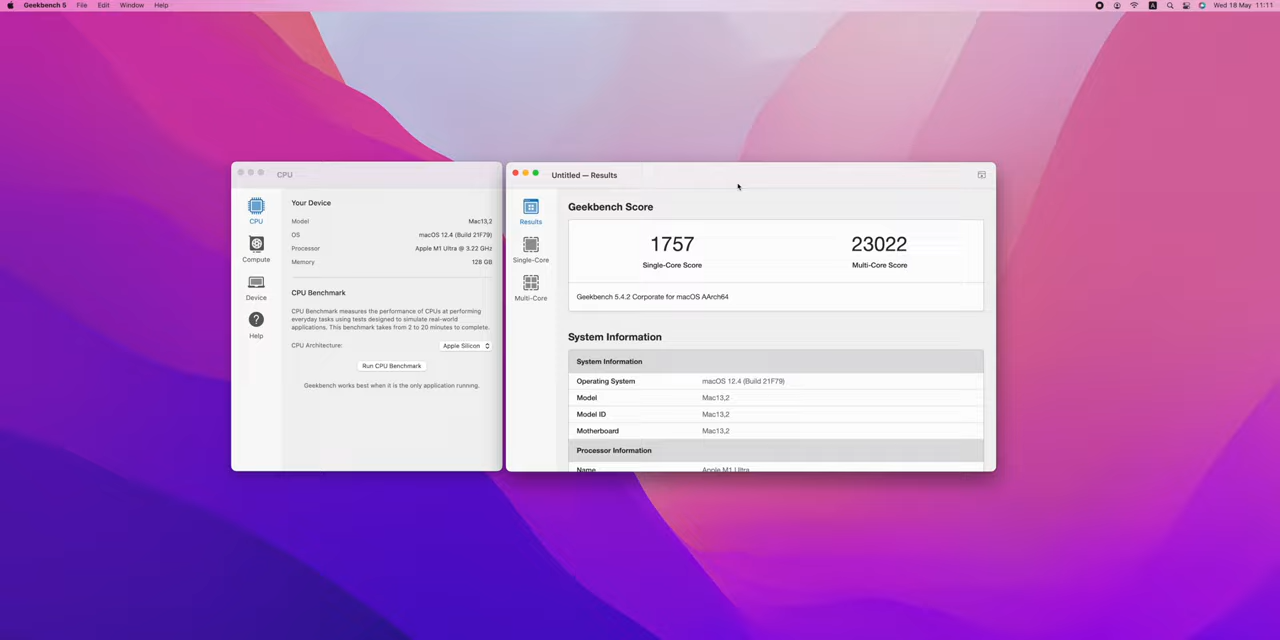 Geekbench 5 File Edit Window Help
A Wed 18 May 11:11
CPU
CPU
Compute
Device
Help
Your Device
Model Mac13,2
OS macOS 12.4 (Build 21F79)
Processor Apple M1 Ultra @ 3.22 GHz
Memory 128 GB
CPU Benchmark
CPU Benchmark measures the performance of CPUs at performing
everyday tasks using tests designed to simulate real-world
applications. This benchmark takes from 2 to 20 minutes to complete.
CPU Architecture: Apple Silicon
Run CPU Benchmark
Geekbench works best when it is the only application running.
Untitled — Results
Results
Single-Core
Multi-Core
Geekbench Score
1757 23022
Single-Core Score Multi-Core Score
Geekbench 5.4.2 Corporate for macOS AArch64
System Information
System Information
Operating System macOS 12.4 (Build 21F79)
Model Mac13,2
Model ID Mac13,2
Motherboard Mac13,2
Processor Information
Name Apple M1 Ultra